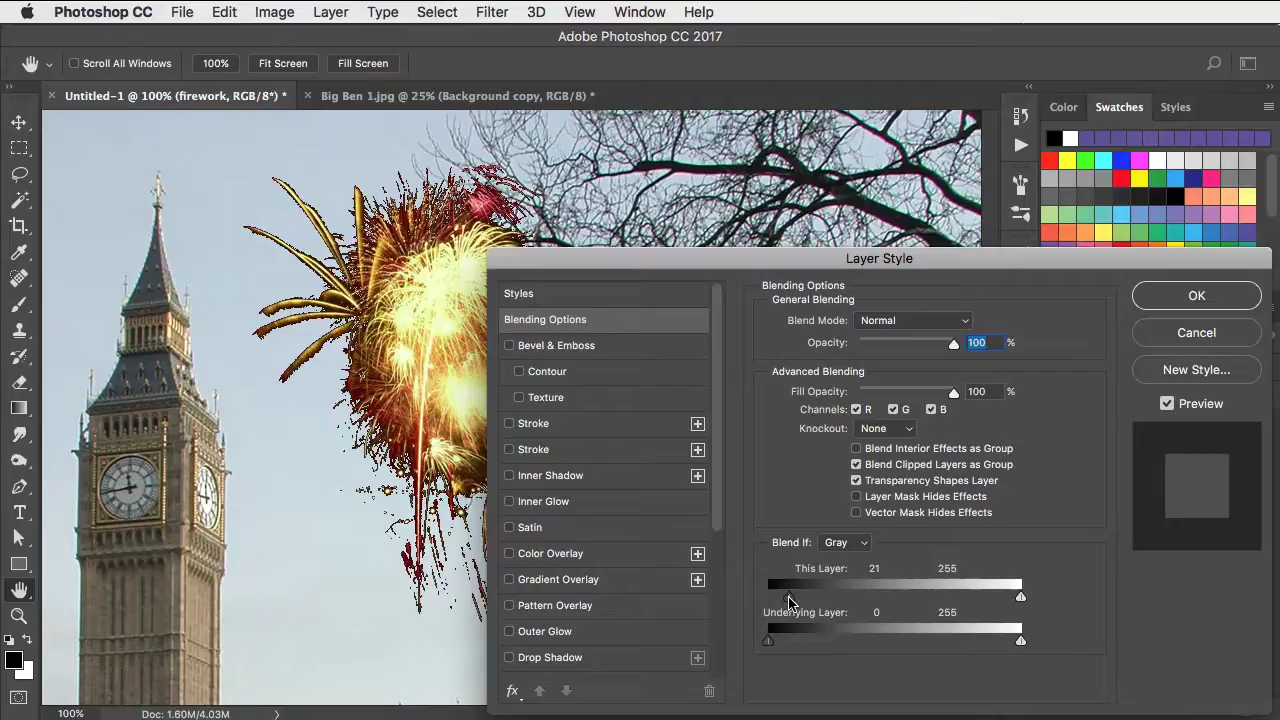 Photoshop CC File Edit Image Layer Type Select Filter 3D View Window Help
Adobe Photoshop CC 2017
Scroll All Windows 100% Fit Screen Fill Screen
× Untitled-1 @ 100% (firework, RGB/8*) * × Big Ben 1.jpg @ 25% (Background copy, RGB/8) *
Color Swatches Styles
Layer Style
Styles
Blending Options
Bevel & Emboss
Contour
Texture
Stroke
Stroke
Inner Shadow
Inner Glow
Satin
Color Overlay
Gradient Overlay
Pattern Overlay
Outer Glow
Drop Shadow
fx
Blending Options
General Blending
Blend Mode: Normal
Opacity: 100 %
Advanced Blending
Fill Opacity: 100 %
Channels: R G B
Knockout: None
Blend Interior Effects as Group
Blend Clipped Layers as Group
Transparency Shapes Layer
Layer Mask Hides Effects
Vector Mask Hides Effects
Blend If: Gray
This Layer: 21 255
Underlying Layer: 0 255
OK
Cancel
New Style...
Preview
100% Doc: 1.60M/4.03M